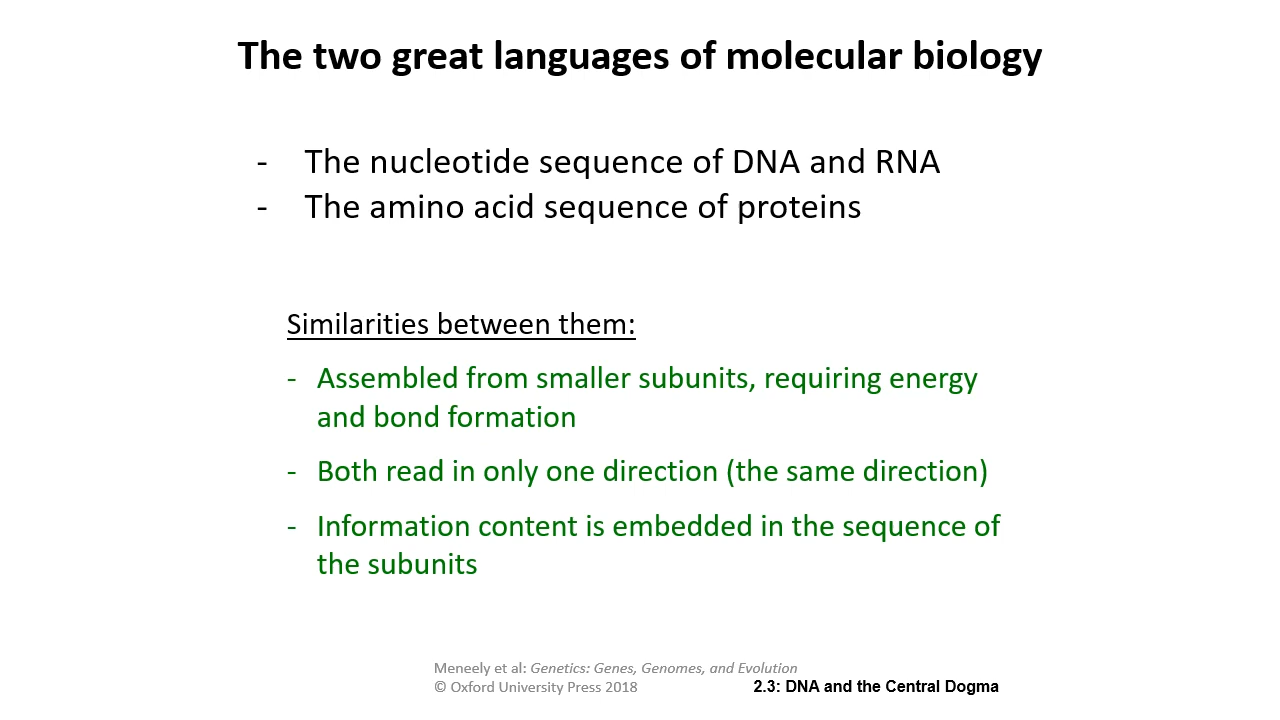 The two great languages of molecular biology
- The nucleotide sequence of DNA and RNA
- The amino acid sequence of proteins
Similarities between them:
- Assembled from smaller subunits, requiring energy
and bond formation
- Both read in only one direction (the same direction)
- Information content is embedded in the sequence of
the subunits
Meneely et al: Genetics: Genes, Genomes, and Evolution
© Oxford University Press 2018
2.3: DNA and the Central Dogma